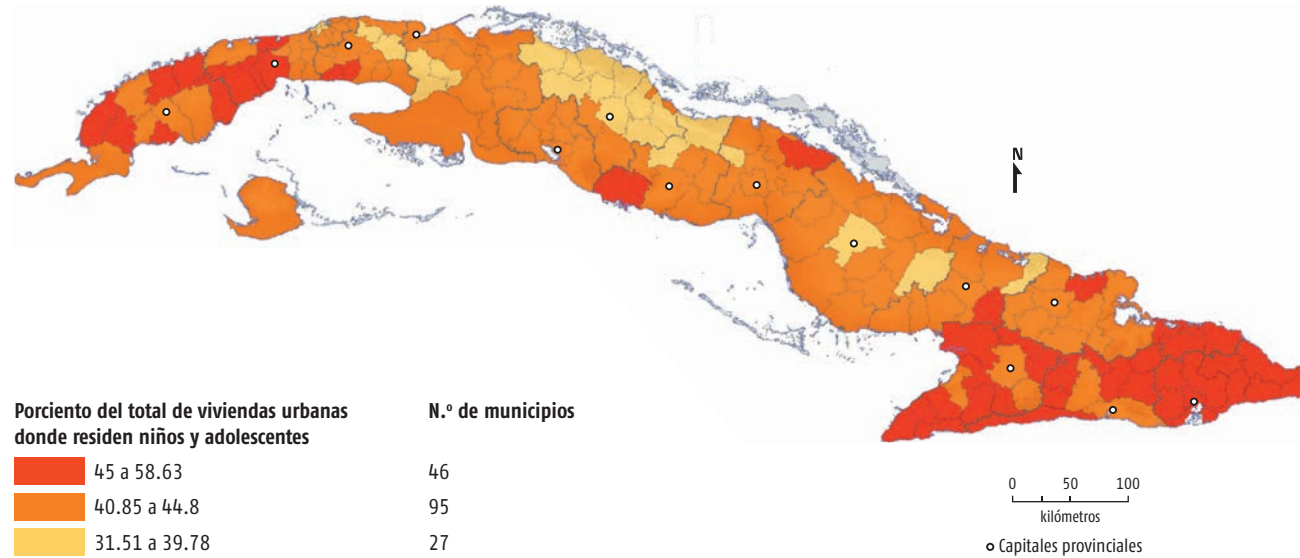 N
Porciento del total de viviendas urbanas
donde residen niños y adolescentes
N.º de municipios
45 a 58.63
46
40.85 a 44.8
95
31.51 a 39.78
27
0 50 100
kilómetros
Capitales provinciales